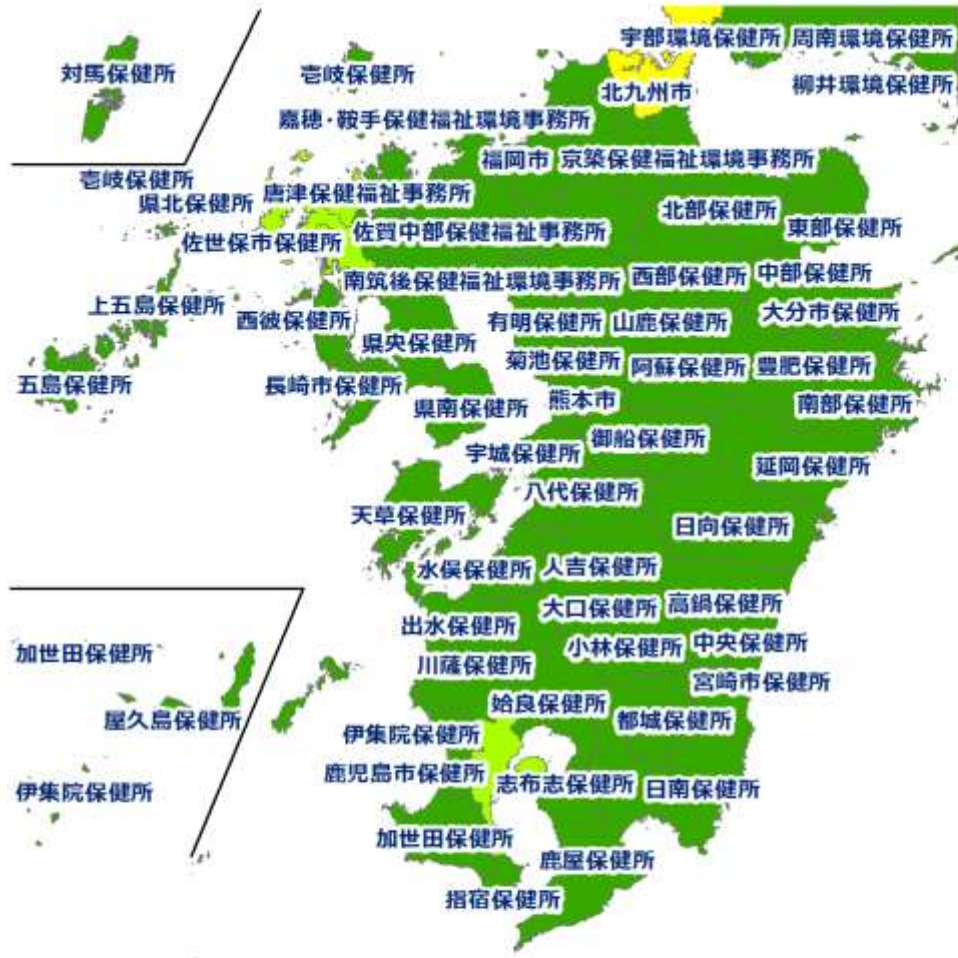 宇部環境保健所 周南環境保健所
対馬保健所
壱岐保健所
柳井環境保健所
北九州市
嘉穂・鞍手保健福祉環境事務所
福岡市 京築保健福祉環境事務所
壱岐保健所
唐津保健福祉事務所
県北保健所
北部保健所
東部保健所
佐世保市保健所
佐賀中部保健福祉事務所
南筑後保健福祉環境事務所
西部保健所 中部保健所
上五島保健所
西彼保健所
有明保健所 山鹿保健所
大分市保健所
県央保健所
菊池保健所
阿蘇保健所 豊肥保健所
五島保健所
長崎市保健所
県南保健所
熊本市
南部保健所
御船保健所
宇城保健所
延岡保健所
八代保健所
天草保健所
日向保健所
水俣保健所 人吉保健所
大口保健所 高鍋保健所
出水保健所
小林保健所 中央保健所
加世田保健所
川薩保健所
宮崎市保健所
姶良保健所
屋久島保健所
都城保健所
伊集院保健所
鹿児島市保健所
志布志保健所 日南保健所
伊集院保健所
加世田保健所
鹿屋保健所
指宿保健所